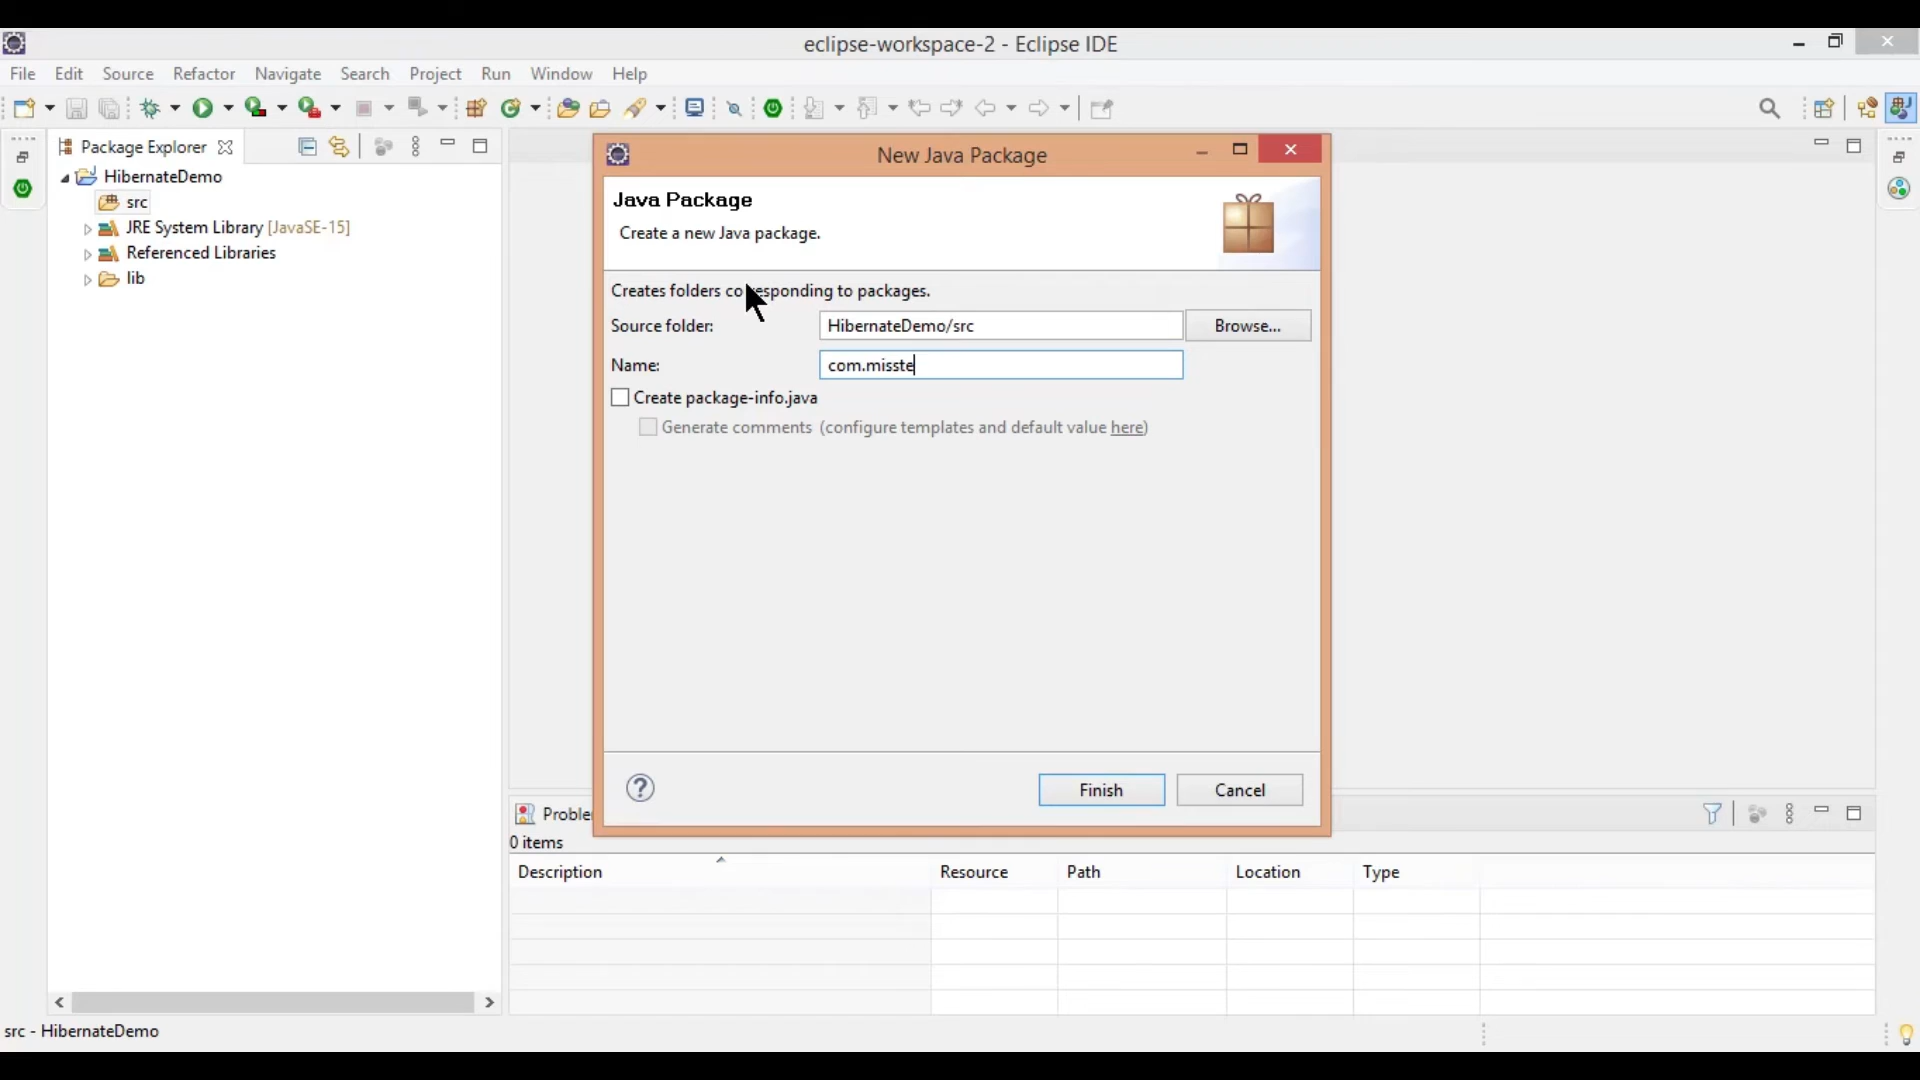 eclipse-workspace-2 - Eclipse IDE
File Edit Source Refactor Navigate Search Project Run Window Help
Package Explorer
HibernateDemo
src
JRE System Library [JavaSE-15]
Referenced Libraries
lib
New Java Package
Java Package
Create a new Java package.
Creates folders corresponding to packages.
Source folder: HibernateDemo/src Browse...
Name: com.misste
Create package-info.java
Generate comments (configure templates and default value here)
? Finish Cancel
Proble
0 items
Description Resource Path Location Type
src - HibernateDemo